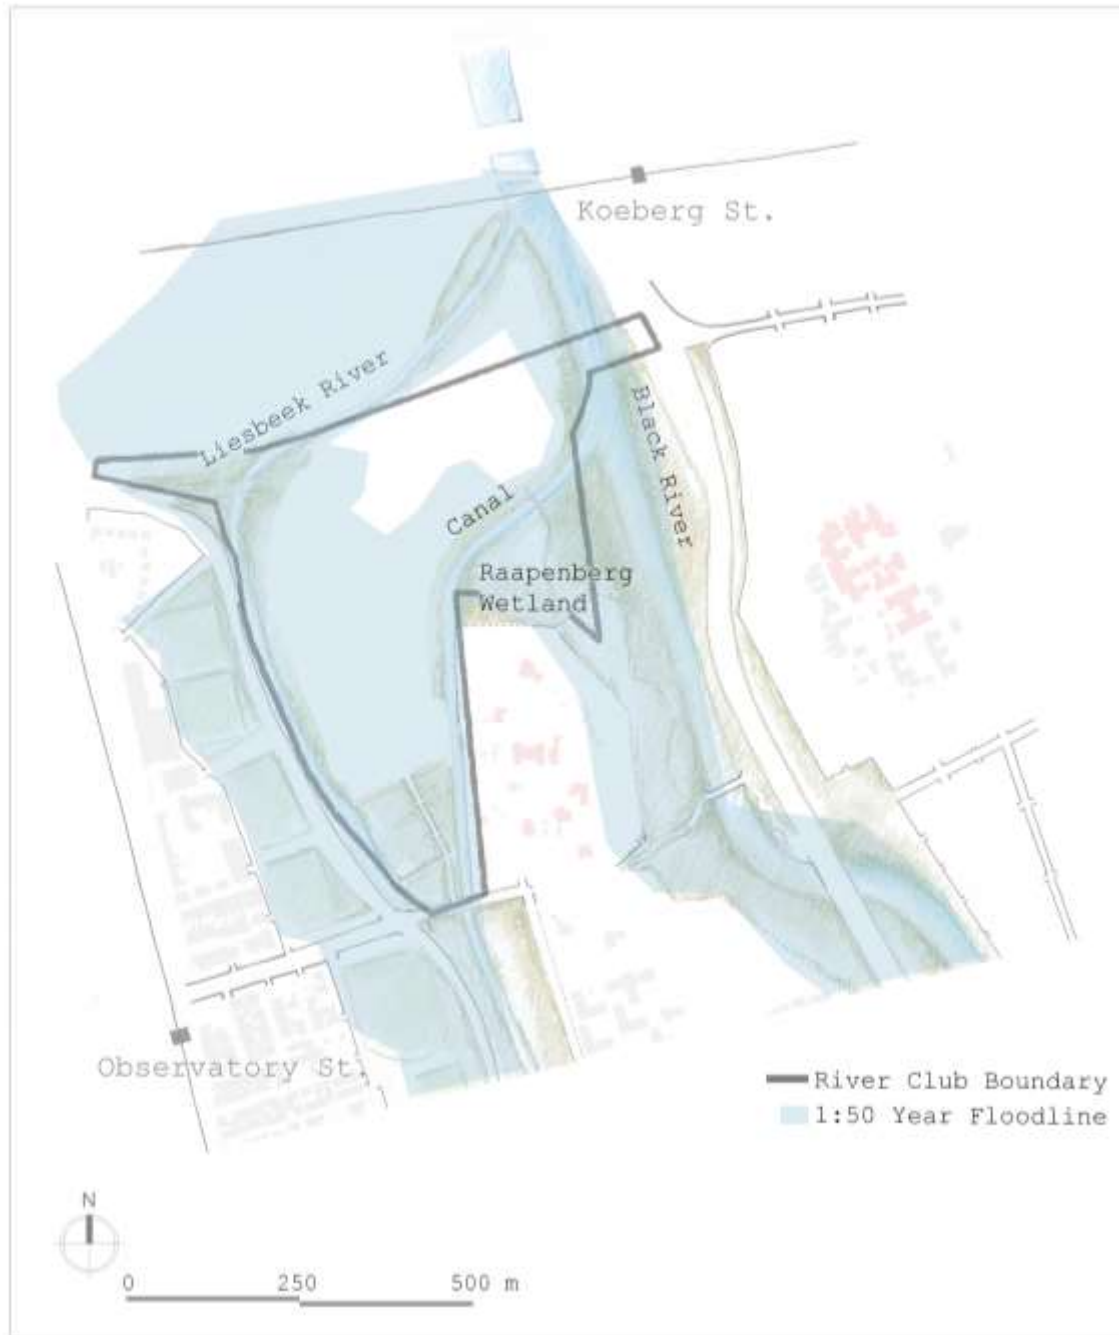 Koeberg St.
Liesbeek River
Black River
Canal
Raapenberg
Wetland
Observatory St.
River Club Boundary
1:50 Year Floodline
N
0 250 500 m